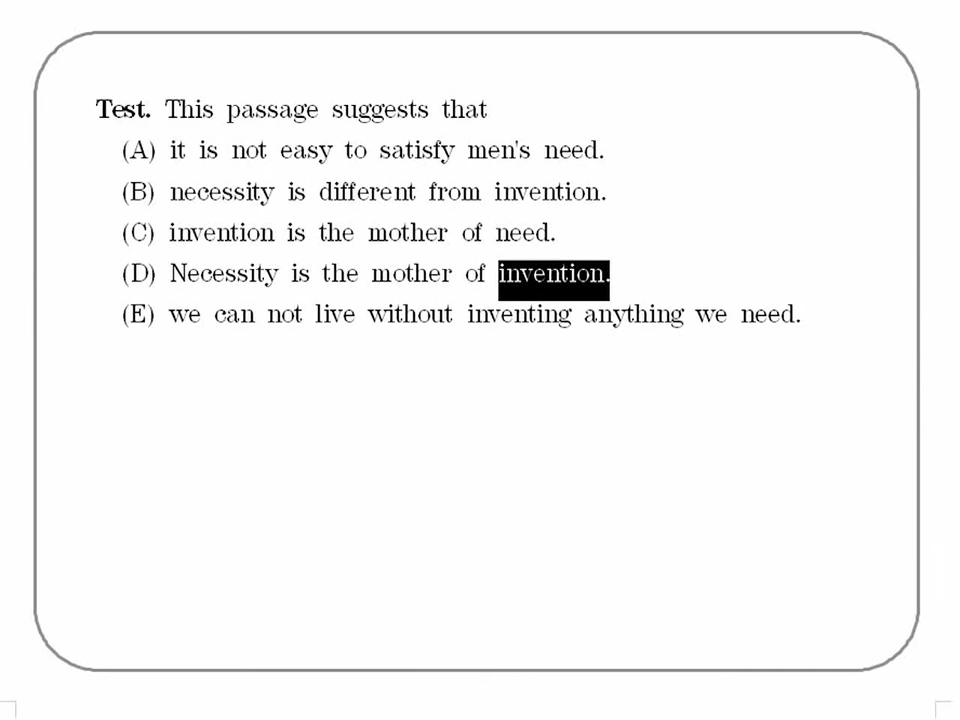 Test. This passage suggests that
(A) it is not easy to satisfy men's need.
(B) necessity is different from invention.
(C) invention is the mother of need.
(D) Necessity is the mother of invention.
(E) we can not live without inventing anything we need.